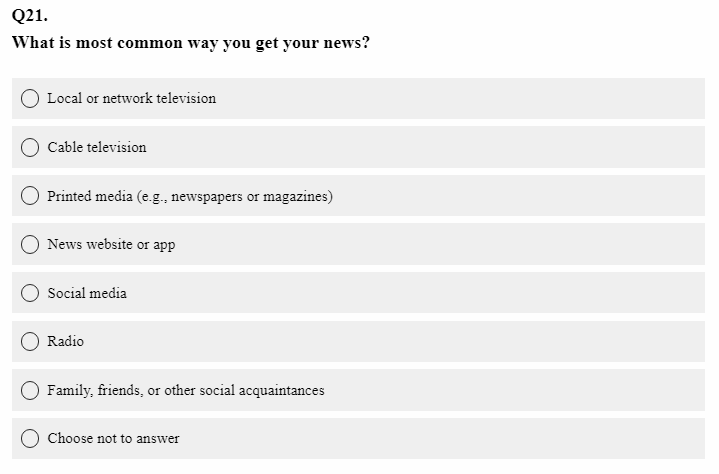 Q21.
What is most common way you get your news?
Local or network television
Cable television
Printed media (e.g., newspapers or magazines)
News website or app
Social media
Radio
Family, friends, or other social acquaintances
Choose not to answer